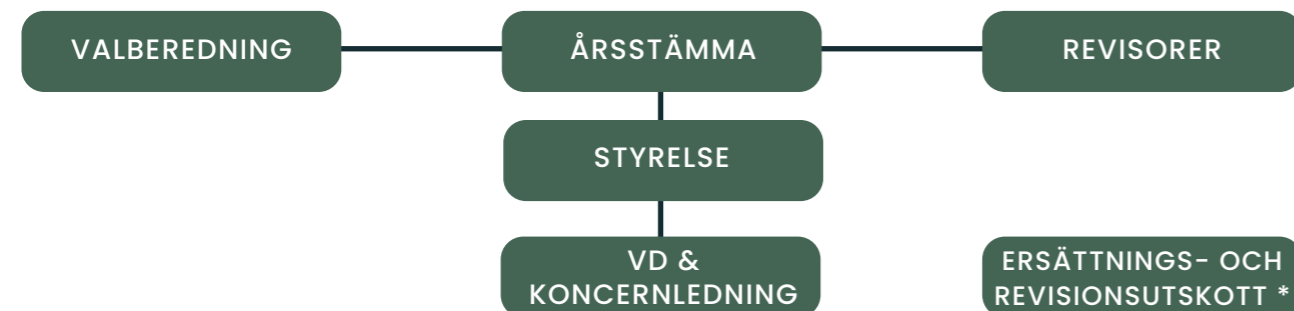 VALBEREDNING
ÅRSSTÄMMA
REVISORER
STYRELSE
VD &
KONCERNLEDNING
ERSÄTTNINGS- OCH
REVISIONSUTSKOTT *